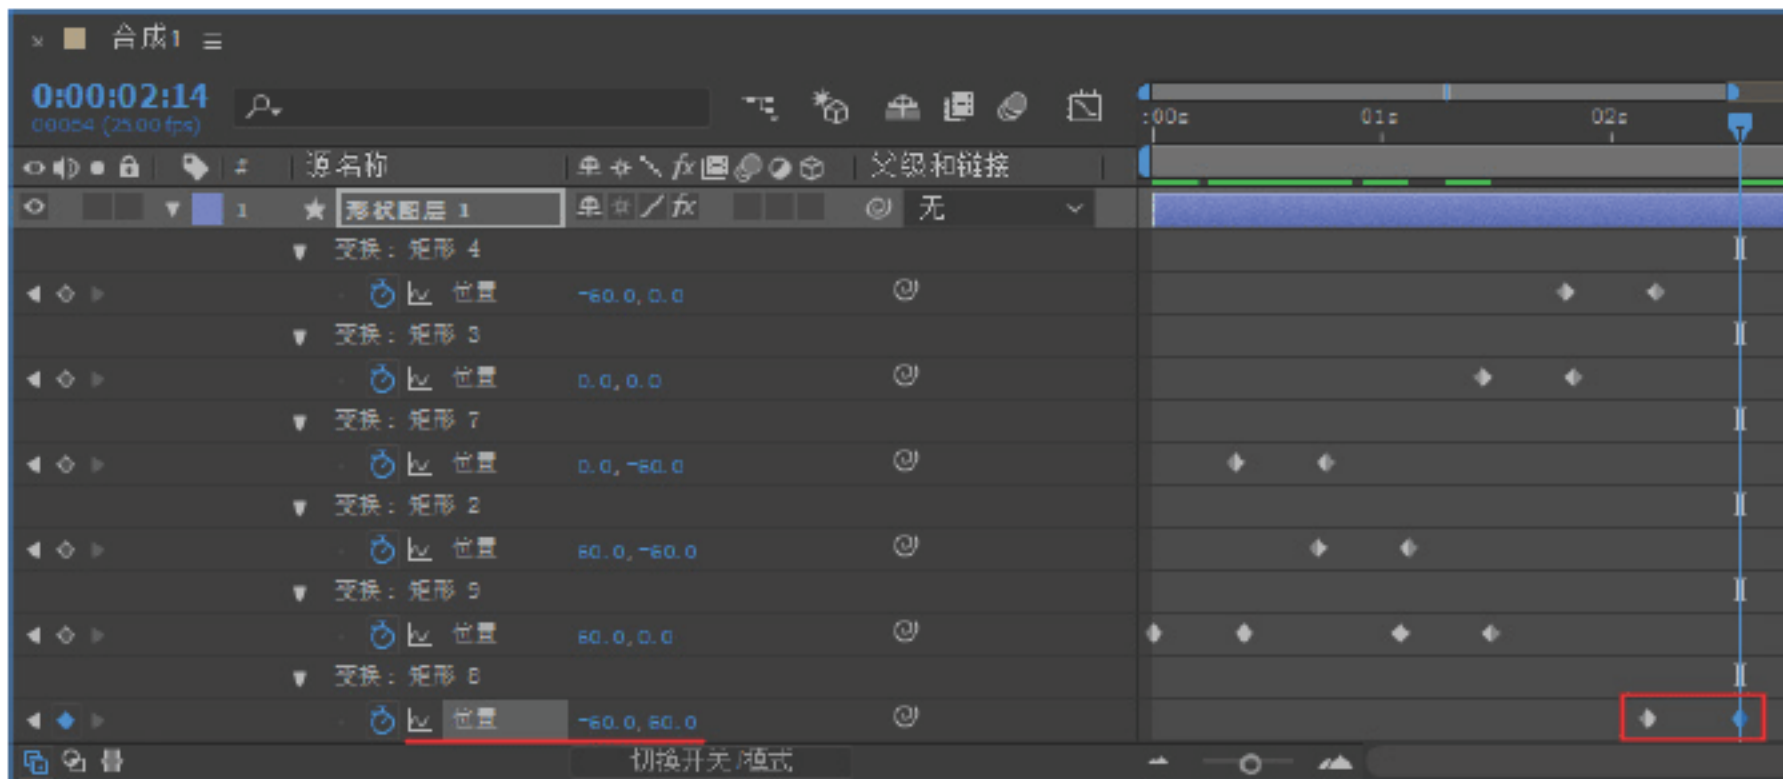 × 合成1 ≡
0:00:02:14
00064 (25.00 fps)
:00s 01s 02s
# 源名称 fx 父级和链接
1 形状图层 1 fx 无
变换: 矩形 4
位置 -60.0,0.0
变换: 矩形 3
位置 0.0,0.0
变换: 矩形 7
位置 0.0,-60.0
变换: 矩形 2
位置 60.0,-60.0
变换: 矩形 9
位置 60.0,0.0
变换: 矩形 8
位置 -60.0,60.0
切换开关/模式